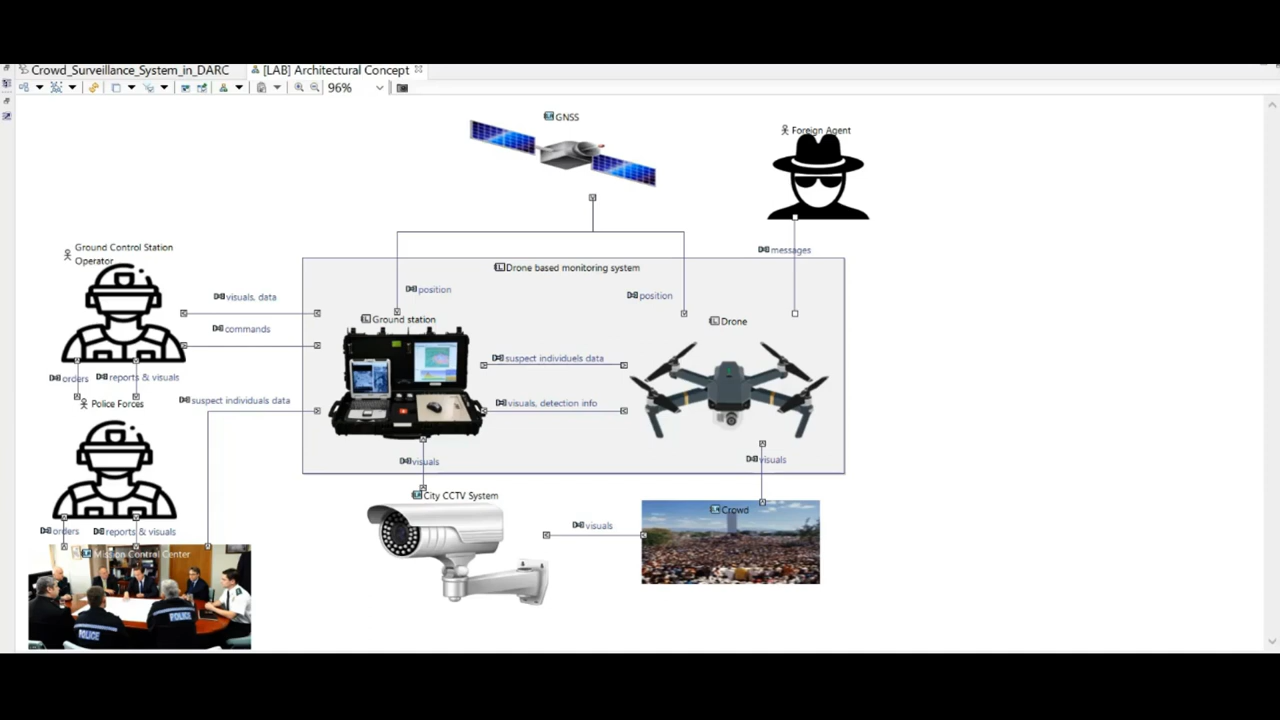 Crowd_Surveillance_System_in_DARC
[LAB] Architectural Concept
96%
GNSS
Foreign Agent
messages
Ground Control Station
Operator
visuals, data
commands
Drone based monitoring system
position
position
Ground station
Drone
suspect individuels data
visuals, detection info
orders
reports & visuals
Police Forces
suspect individuals data
visuals
visuals
City CCTV System
Crowd
visuals
orders
reports & visuals
Mission Control Center
POLICE
POLICE